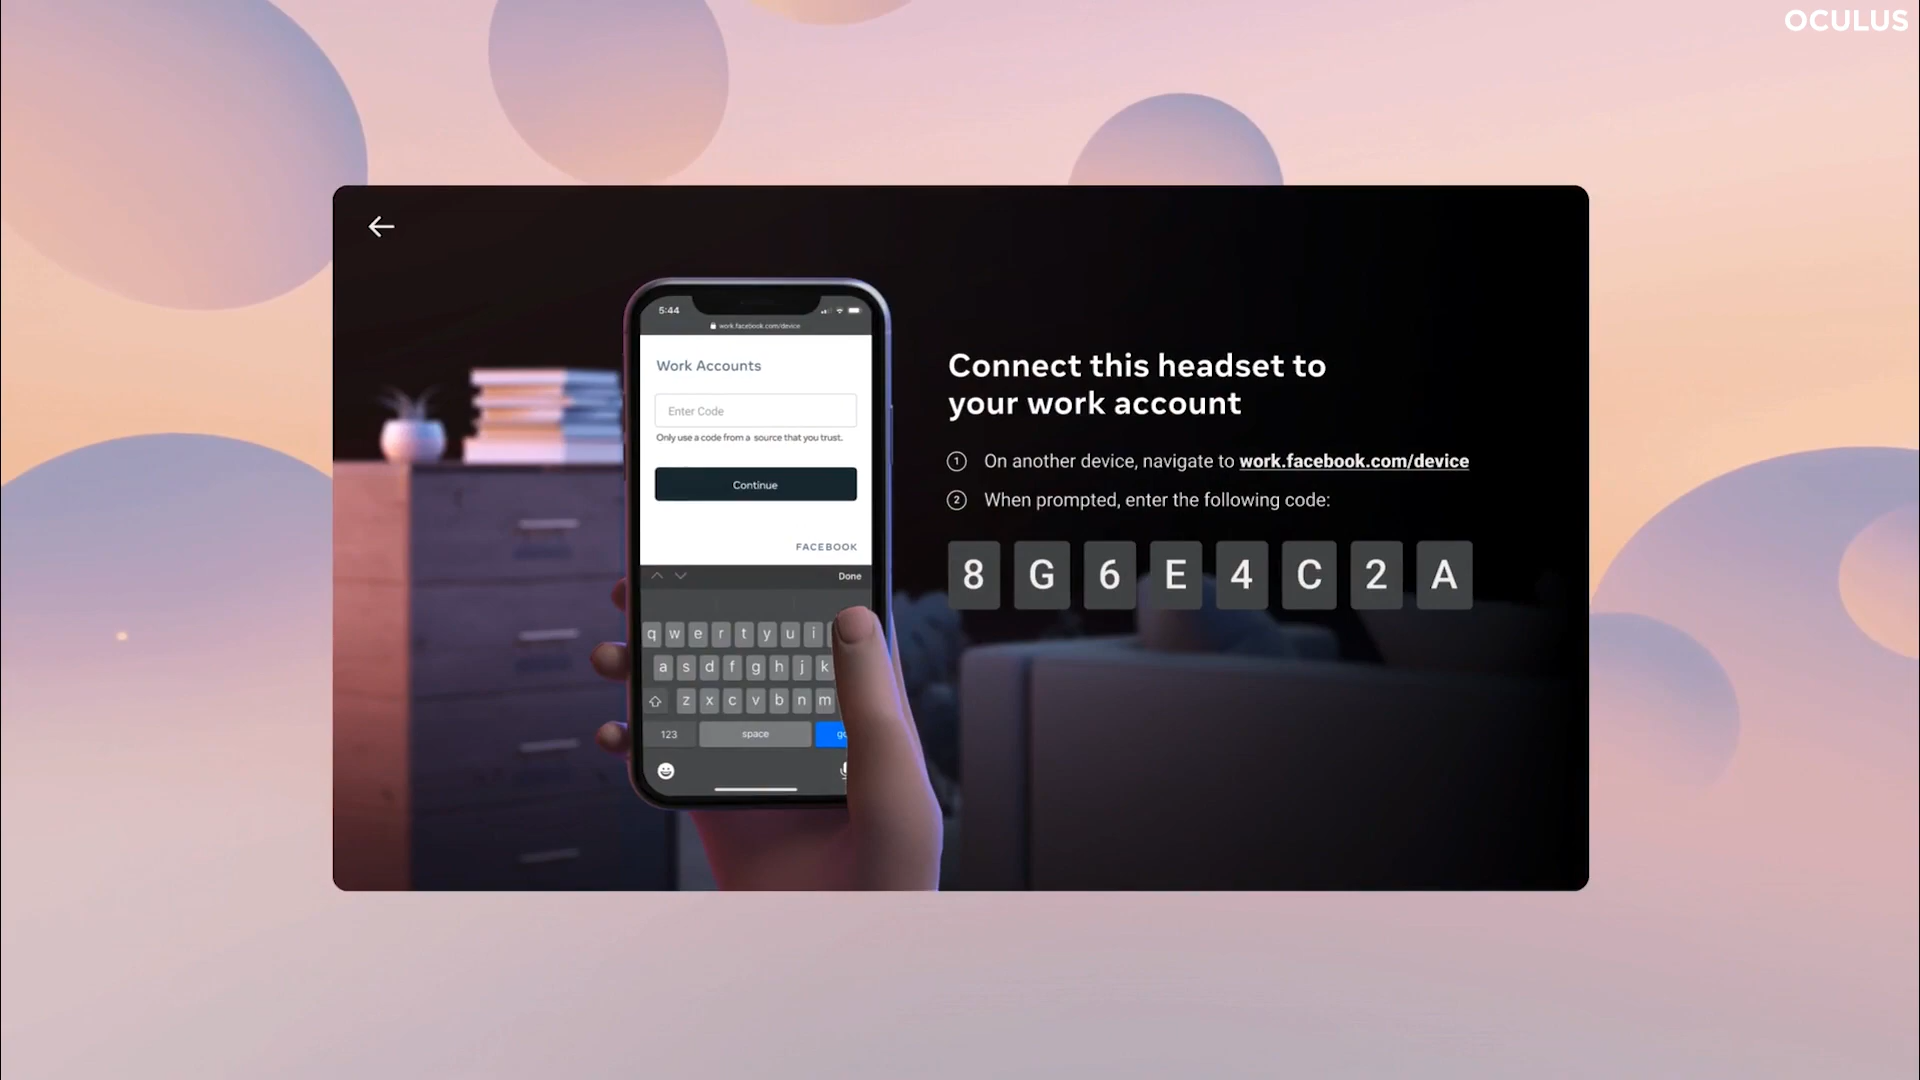 OCULUS
5:44
work.facebook.com/device
Work Accounts
Enter Code
Only use a code from a source that you trust.
Continue
FACEBOOK
Done
q w e r t y u i
a s d f g h j k
z x c v b n m
123 space
Connect this headset to
your work account
1 On another device, navigate to work.facebook.com/device
2 When prompted, enter the following code:
8 G 6 E 4 C 2 A